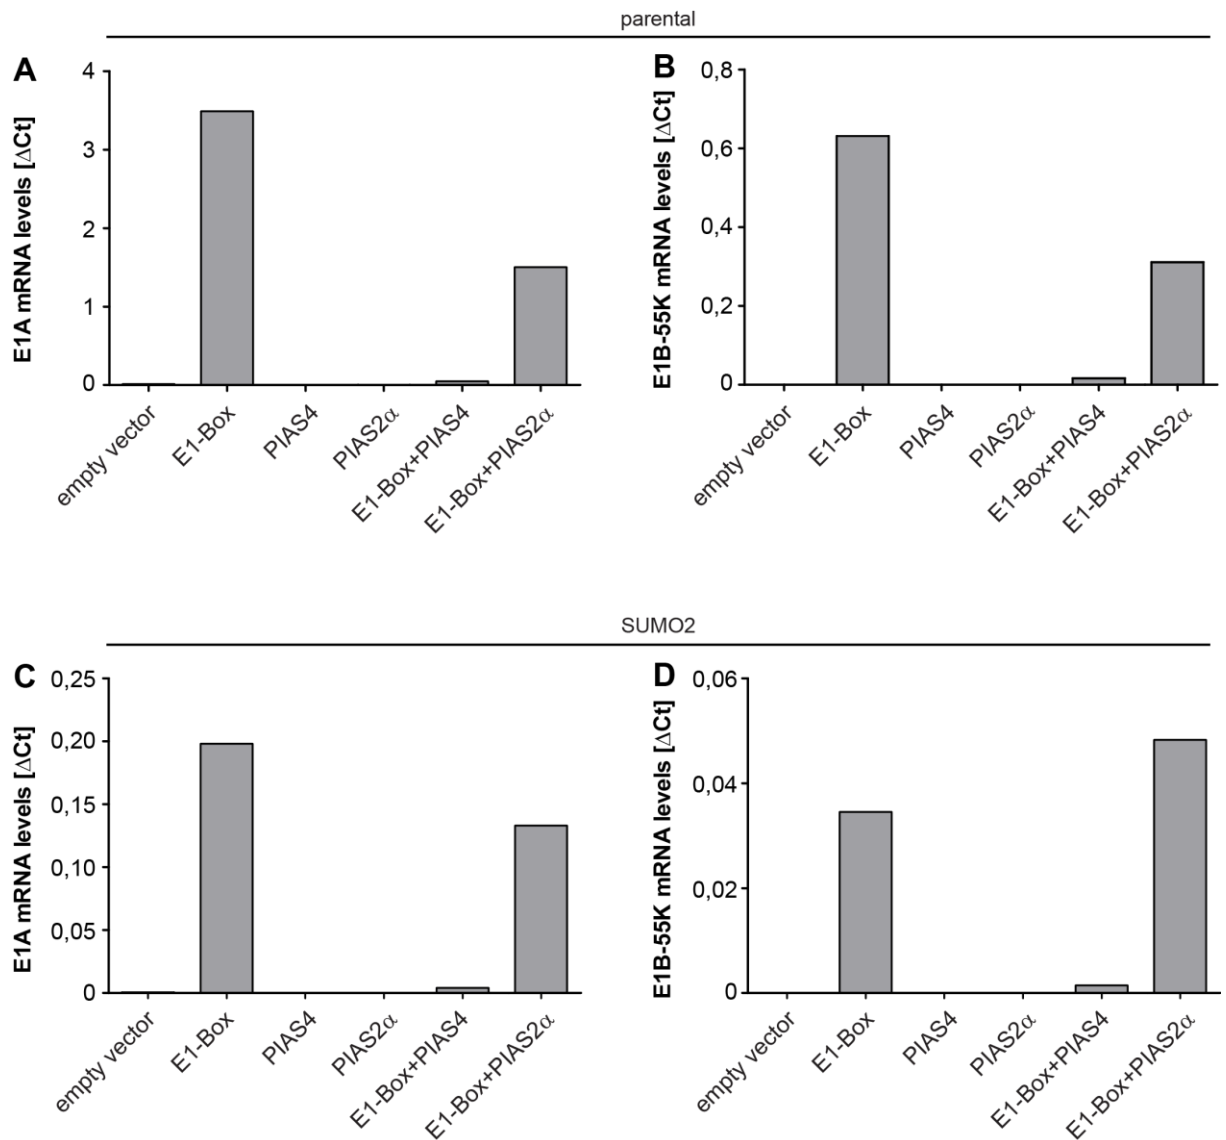 parental
A
E1A mRNA levels [ΔCt]
4
3
2
1
0
empty vector
E1-Box
PIAS4
PIAS2α
E1-Box+PIAS4
E1-Box+PIAS2α
B
E1B-55K mRNA levels [ΔCt]
0,8
0,6
0,4
0,2
0
empty vector
E1-Box
PIAS4
PIAS2α
E1-Box+PIAS4
E1-Box+PIAS2α
SUMO2
C
E1A mRNA levels [ΔCt]
0,25
0,20
0,15
0,10
0,05
0
empty vector
E1-Box
PIAS4
PIAS2α
E1-Box+PIAS4
E1-Box+PIAS2α
D
E1B-55K mRNA levels [ΔCt]
0,06
0,04
0,02
0
empty vector
E1-Box
PIAS4
PIAS2α
E1-Box+PIAS4
E1-Box+PIAS2α